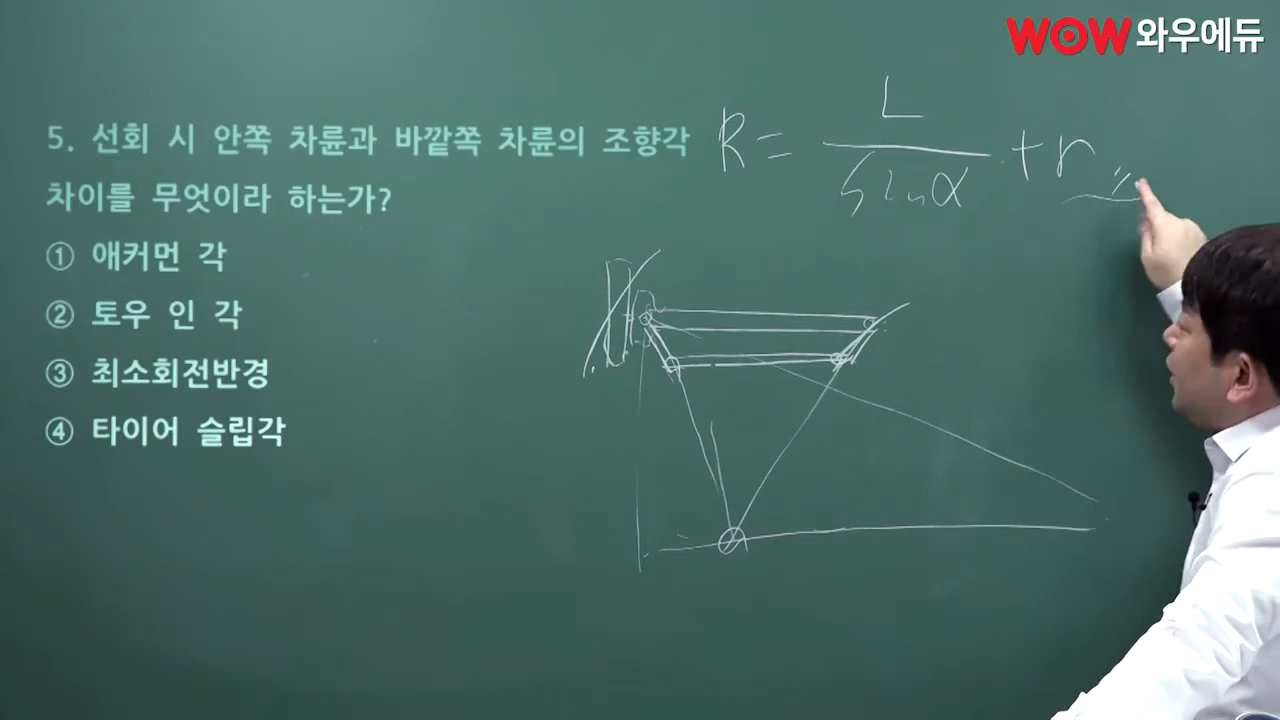 WOW 와우에듀
5. 선회 시 안쪽 차륜과 바깥쪽 차륜의 조향각
차이를 무엇이라 하는가?
① 애커먼 각
② 토우 인 각
③ 최소회전반경
④ 타이어 슬립각
R = L / sinα + r